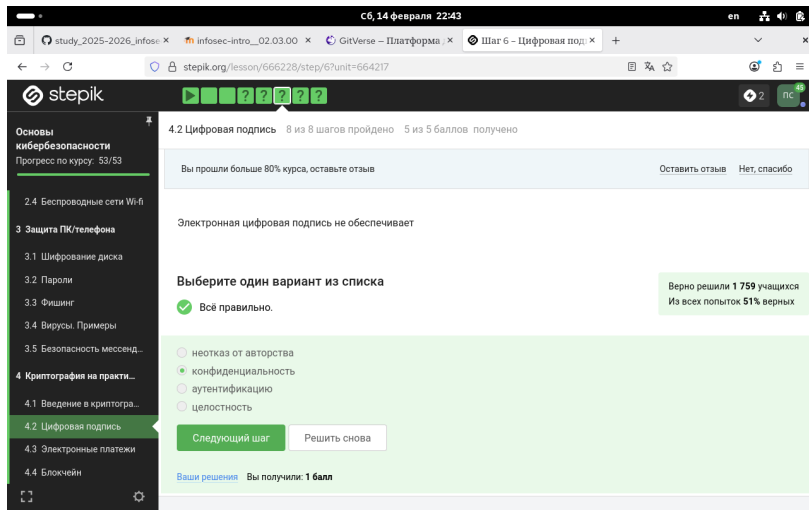 Сб, 14 февраля 22:43
en
study_2025-2026_infose
infosec-intro__02.03.00
GitVerse – Платформа
Шаг 6 – Цифровая под
stepik.org/lesson/666228/step/6?unit=664217
stepik
? ? ? ? ?
2
ПС
45
Основы кибербезопасности
Прогресс по курсу: 53/53
2.4 Беспроводные сети Wi-fi
3 Защита ПК/телефона
3.1 Шифрование диска
3.2 Пароли
3.3 Фишинг
3.4 Вирусы. Примеры
3.5 Безопасность мессенд...
4 Криптография на практи...
4.1 Введение в криптогра...
4.2 Цифровая подпись
4.3 Электронные платежи
4.4 Блокчейн
4.2 Цифровая подпись 8 из 8 шагов пройдено 5 из 5 баллов получено
Вы прошли больше 80% курса, оставьте отзыв
Оставить отзыв
Нет, спасибо
Электронная цифровая подпись не обеспечивает
Выберите один вариант из списка
Всё правильно.
Верно решили 1 759 учащихся
Из всех попыток 51% верных
неотказ от авторства
конфиденциальность
аутентификацию
целостность
Следующий шаг
Решить снова
Ваши решения Вы получили: 1 балл